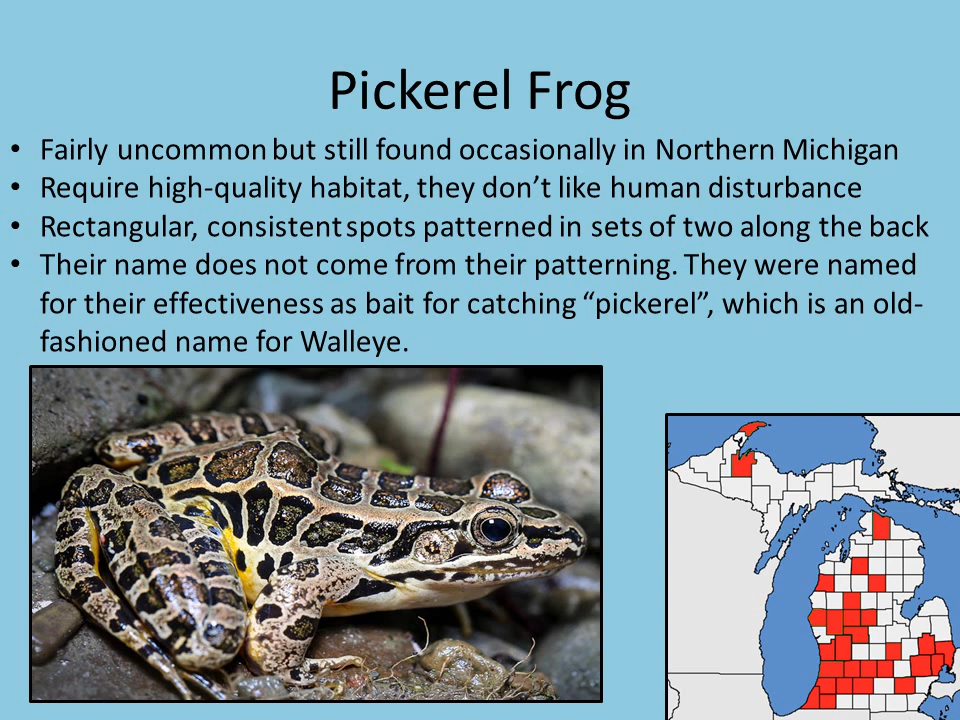 Pickerel Frog
• Fairly uncommon but still found occasionally in Northern Michigan
• Require high-quality habitat, they don’t like human disturbance
• Rectangular, consistent spots patterned in sets of two along the back
• Their name does not come from their patterning. They were named
for their effectiveness as bait for catching “pickerel”, which is an old-
fashioned name for Walleye.